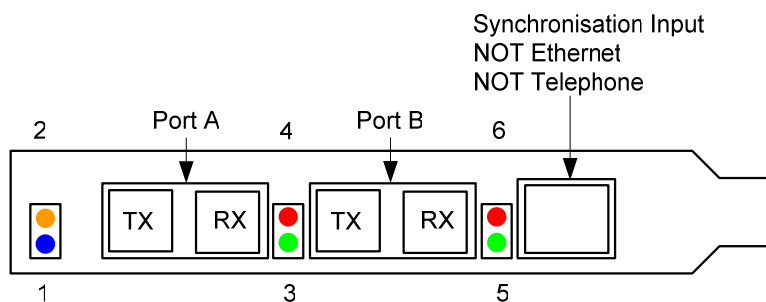 Synchronisation Input
NOT Ethernet
NOT Telephone
2 Port A 4 Port B 6
TX RX TX RX
1 3 5